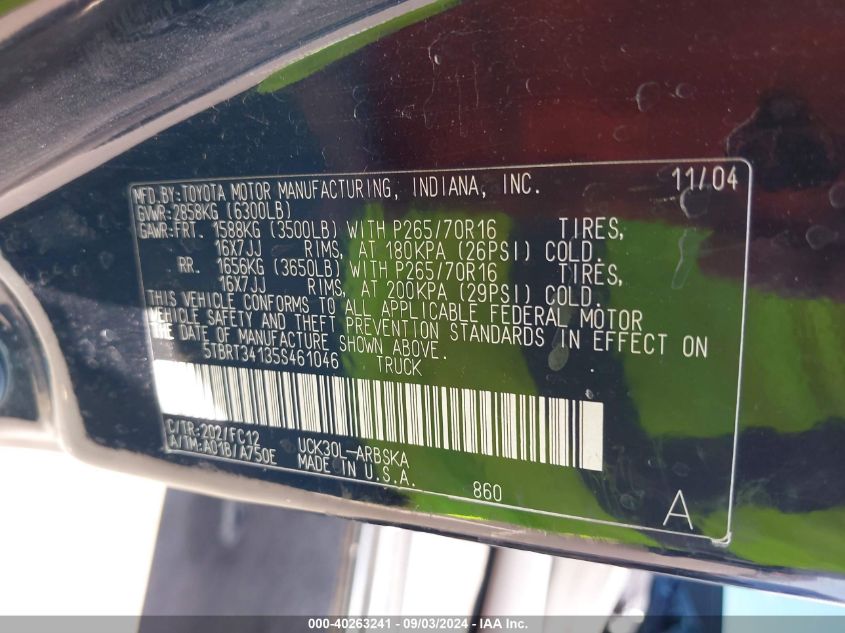 MFD.BY:TOYOTA MOTOR MANUFACTURING, INDIANA, INC. 11/04
GVWR:2858KG (6300LB)
GAWR:FRT. 1588KG (3500LB) WITH P265/70R16 TIRES,
16X7JJ RIMS, AT 180KPA (26PSI) COLD.
RR. 1656KG (3650LB) WITH P265/70R16 TIRES,
16X7JJ RIMS, AT 200KPA (29PSI) COLD.
THIS VEHICLE CONFORMS TO ALL APPLICABLE FEDERAL MOTOR
VEHICLE SAFETY AND THEFT PREVENTION STANDARDS IN EFFECT ON
THE DATE OF MANUFACTURE SHOWN ABOVE.
5TBRT34135S461046 TRUCK
C/TR:202/FC12 UCK30L-ARBSKA
A/TM:A01B/A750E MADE IN U.S.A.
860
A
000-40263241 - 09/03/2024 - IAA Inc.